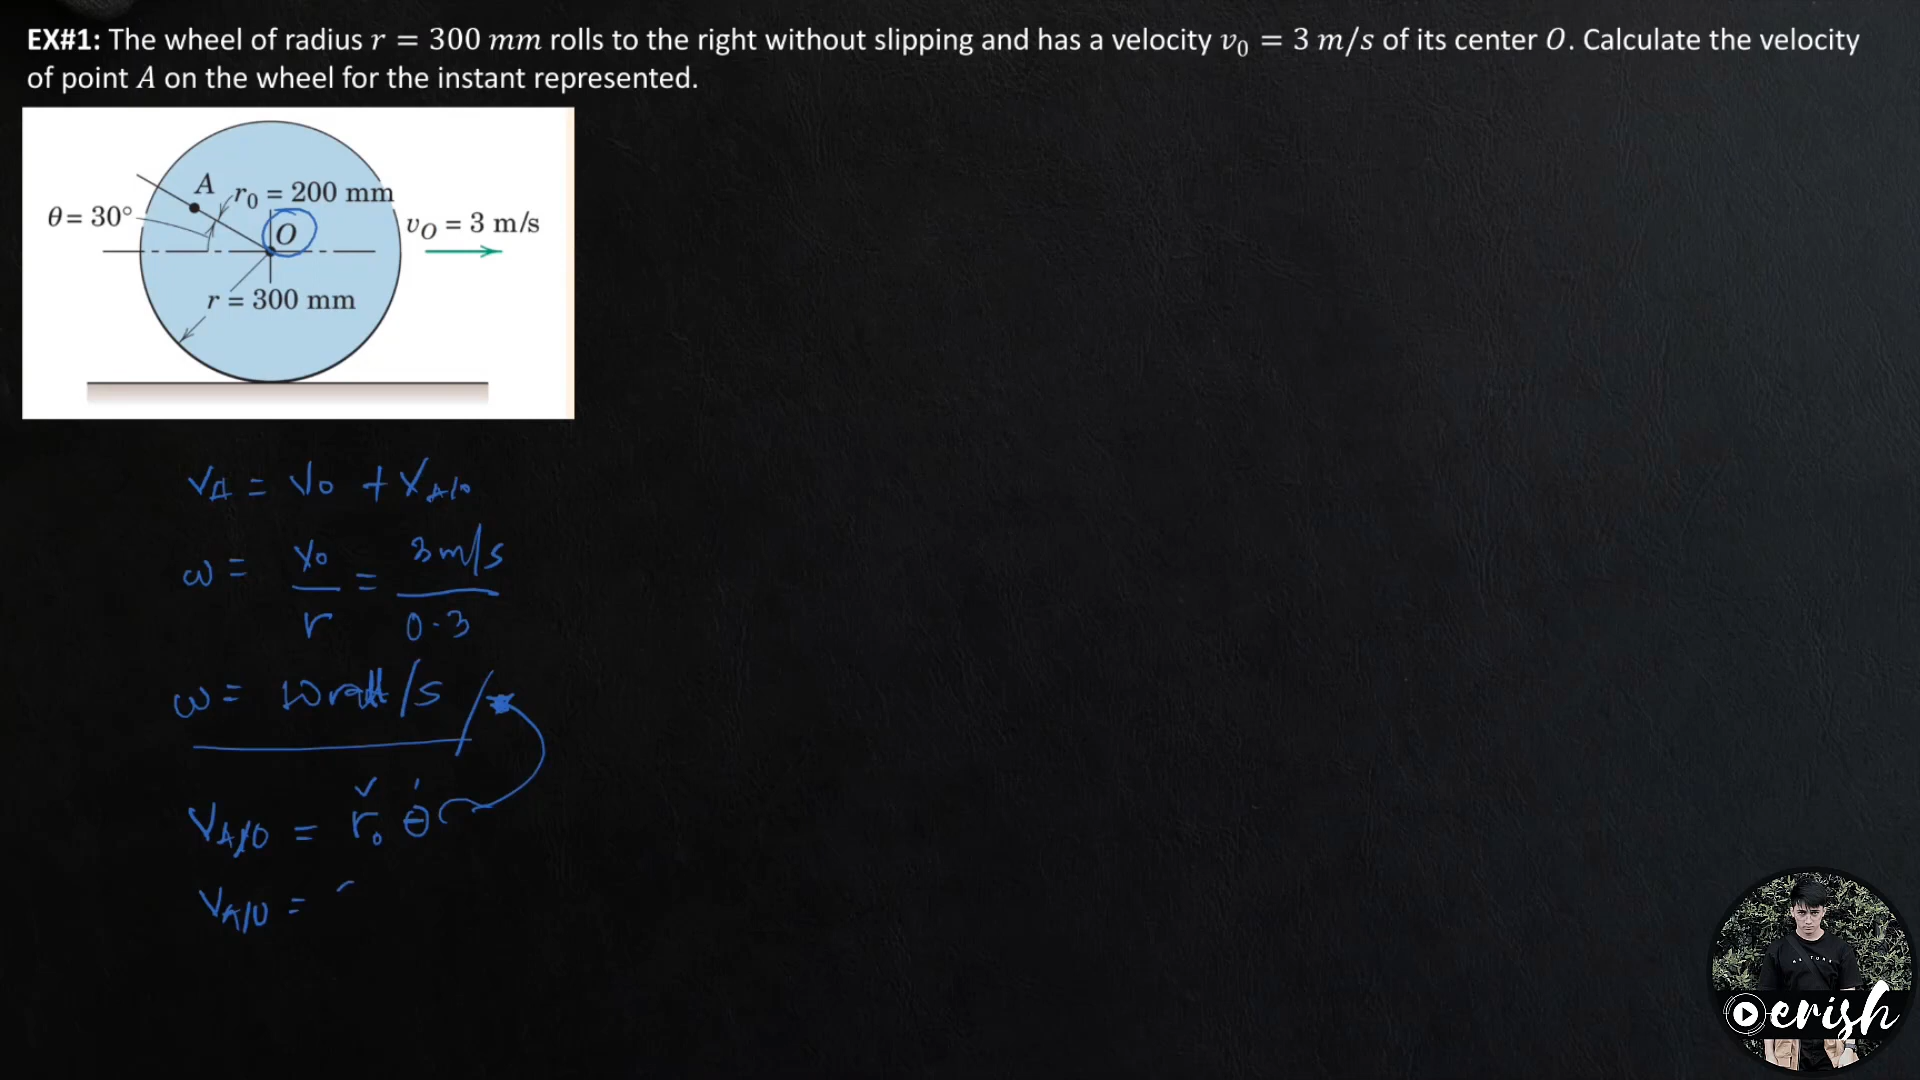 EX#1: The wheel of radius r = 300 mm rolls to the right without slipping and has a velocity v₀ = 3 m/s of its center O. Calculate the velocity
of point A on the wheel for the instant represented.
A
r₀ = 200 mm
θ = 30°
O
v_O = 3 m/s
r = 300 mm
V_A = V_O + V_A/O
ω = V_O / r = 3 m/s / 0.3
ω = 10 rad/s
V_A/O = r₀ θ̇
V_A/O =
erish